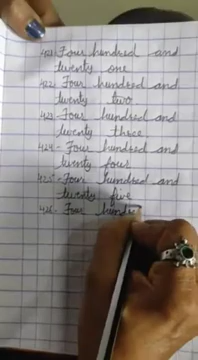 421- Four hundred and
twenty one
422- Four hundred and
twenty two
423- Four hundred and
twenty three
424- Four hundred and
twenty four
425- Four hundred and
twenty five
426- Four hundre